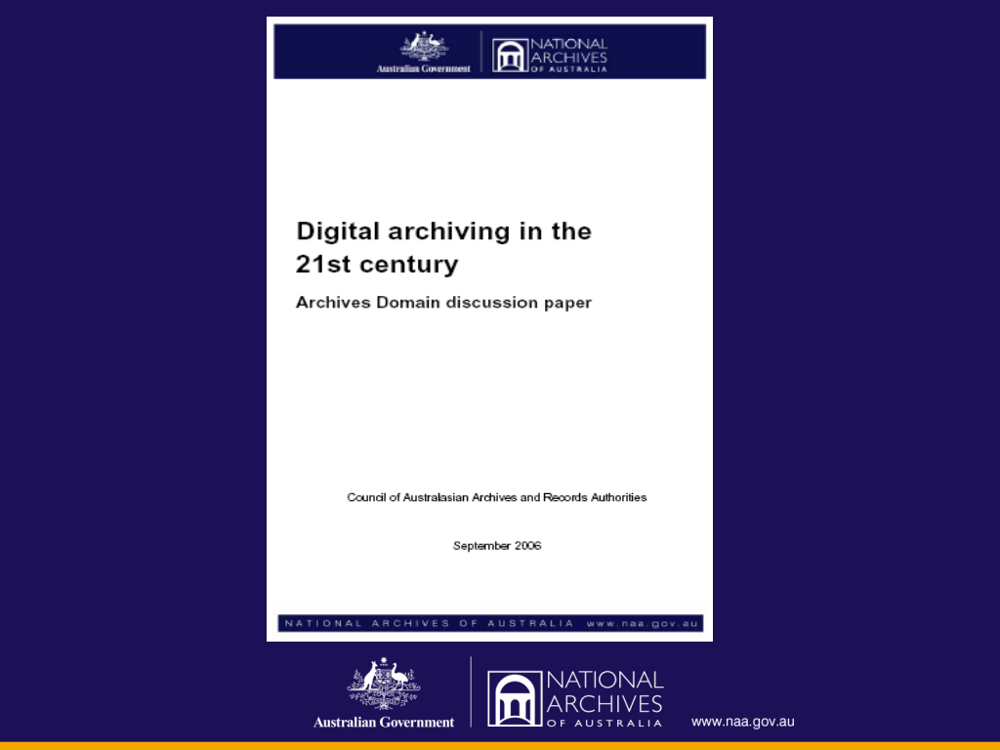 Australian Government
NATIONAL
ARCHIVES
OF AUSTRALIA
Digital archiving in the
21st century
Archives Domain discussion paper
Council of Australasian Archives and Records Authorities
September 2006
NATIONAL ARCHIVES OF AUSTRALIA www.naa.gov.au
Australian Government
NATIONAL
ARCHIVES
OF AUSTRALIA
www.naa.gov.au